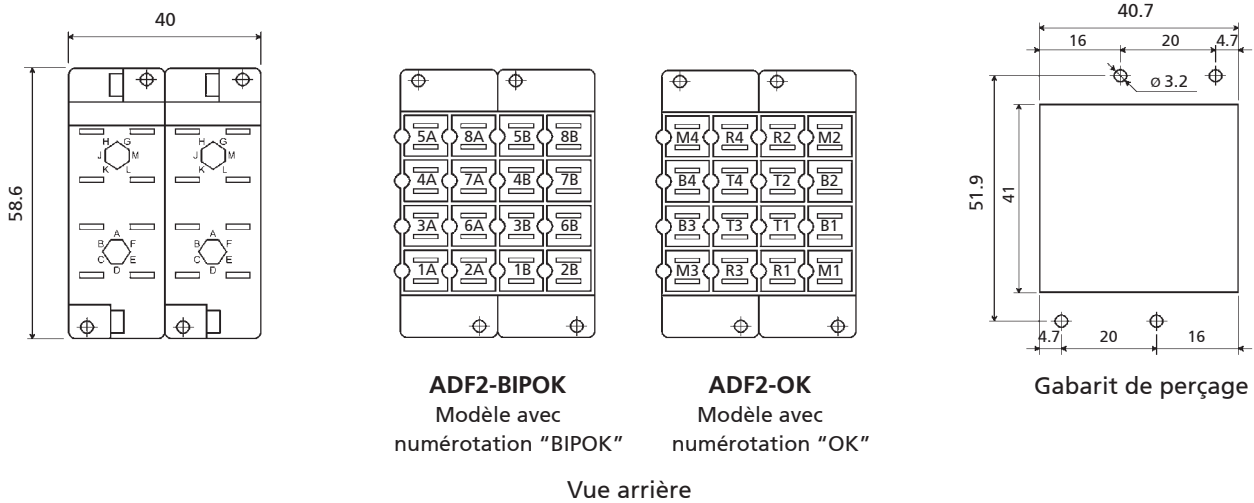 40
58.6
H G
J M
K L
H G
J M
K L
A
B F
C E
D
A
B F
C E
D
5A 8A 5B 8B
4A 7A 4B 7B
3A 6A 3B 6B
1A 2A 1B 2B
ADF2-BIPOK
Modèle avec
numérotation “BIPOK”
M4 R4 R2 M2
B4 T4 T2 B2
B3 T3 T1 B1
M3 R3 R1 M1
ADF2-OK
Modèle avec
numérotation “OK”
Vue arrière
40.7
16 20 4.7
ø 3.2
51.9
41
4.7 20 16
Gabarit de perçage